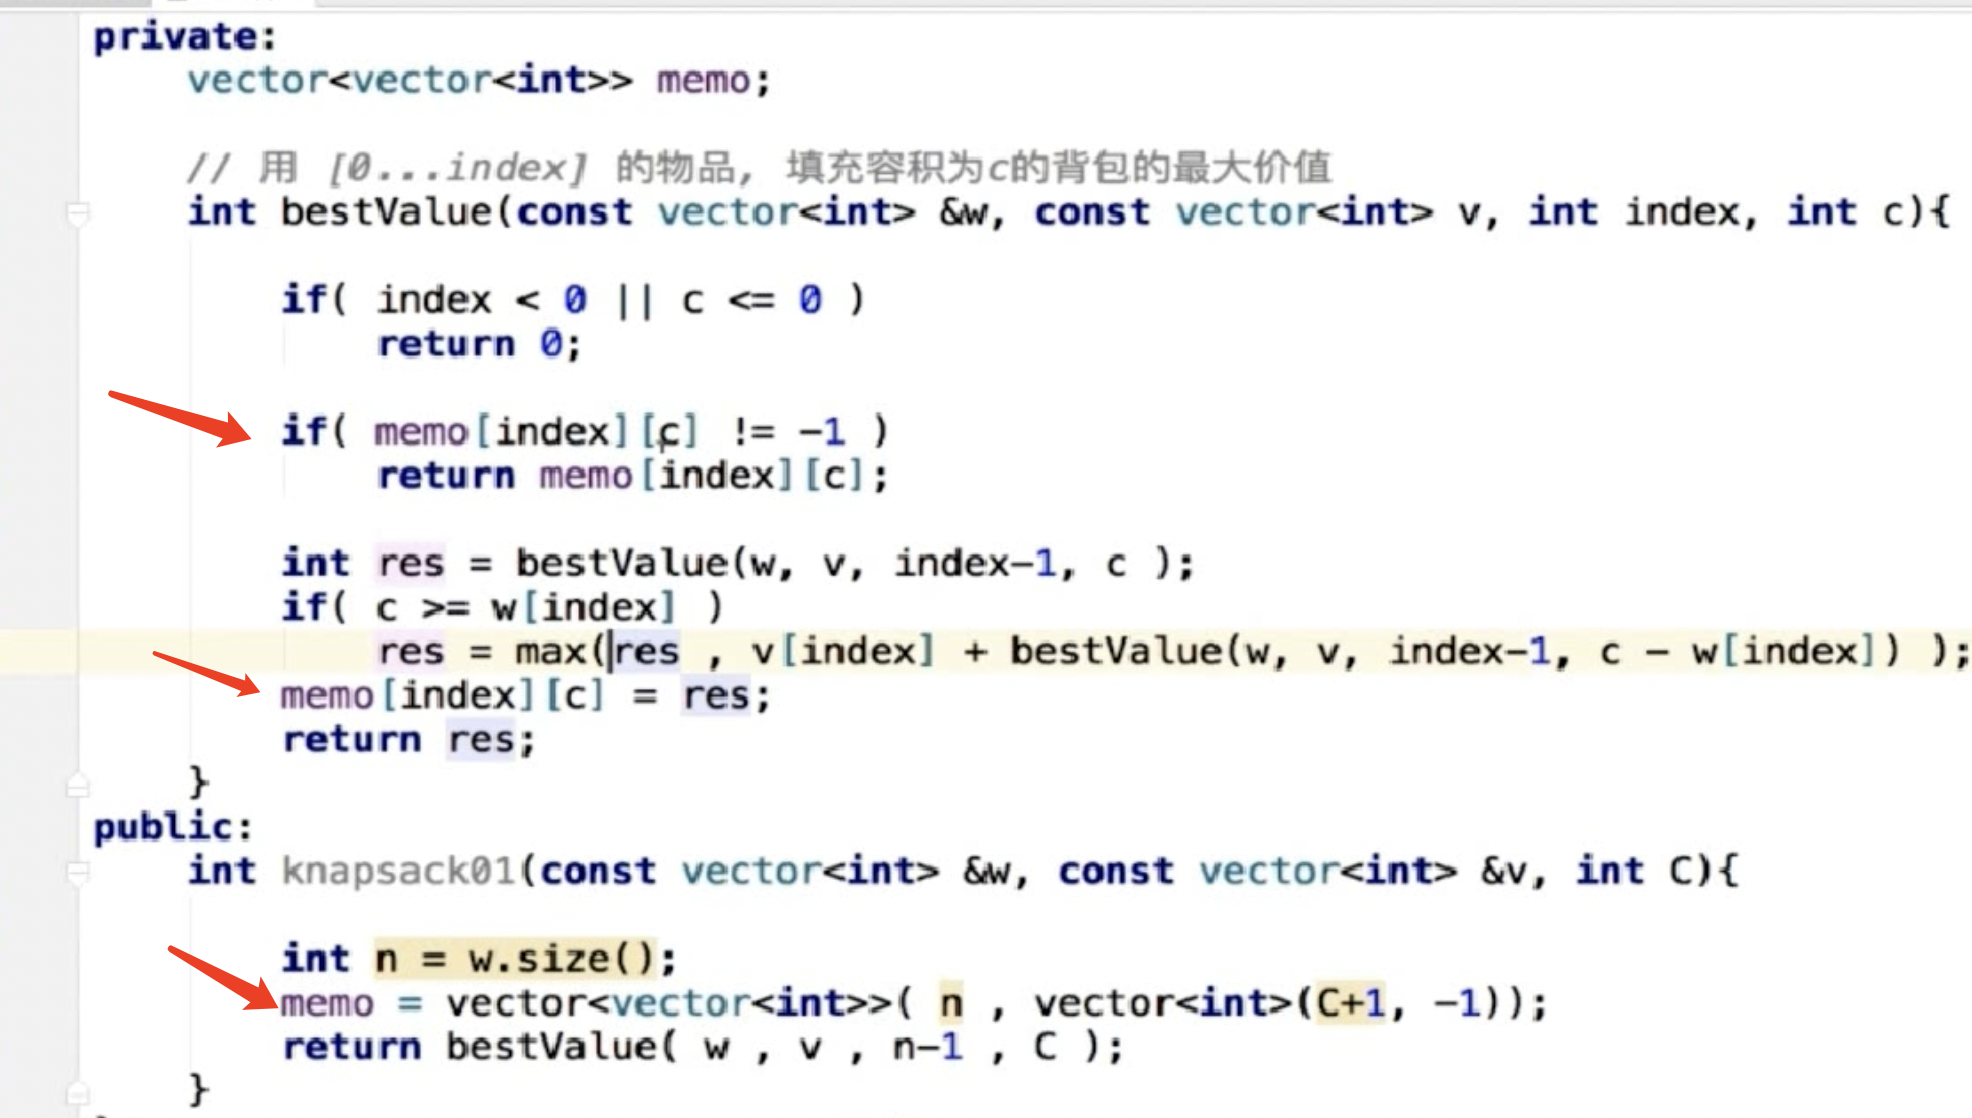 private:
vector<vector<int>> memo;
// 用 [0...index] 的物品, 填充容积为c的背包的最大价值
int bestValue(const vector<int> &w, const vector<int> v, int index, int c){
if( index < 0 || c <= 0 )
return 0;
if( memo[index][c] != -1 )
return memo[index][c];
int res = bestValue(w, v, index-1, c );
if( c >= w[index] )
res = max(res , v[index] + bestValue(w, v, index-1, c - w[index]) );
memo[index][c] = res;
return res;
}
public:
int knapsack01(const vector<int> &w, const vector<int> &v, int C){
int n = w.size();
memo = vector<vector<int>>( n , vector<int>(C+1, -1));
return bestValue( w , v , n-1 , C );
}